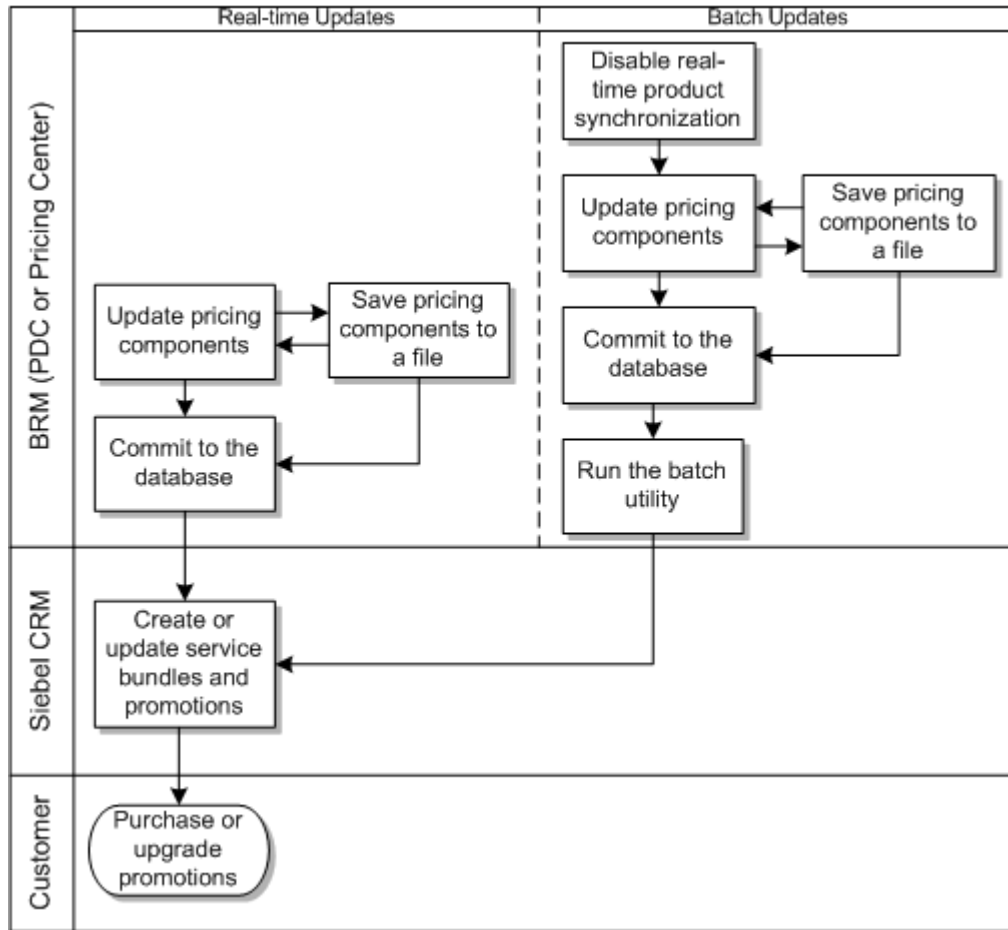 Real-time Updates
Batch Updates
BRM (PDC or Pricing Center)
Disable real-
time product
synchronization
Update pricing
components
Save pricing
components to
a file
Commit to the
database
Run the batch
utility
Update pricing
components
Save pricing
components to
a file
Commit to the
database
Siebel CRM
Create or
update service
bundles and
promotions
Customer
Purchase or
upgrade
promotions